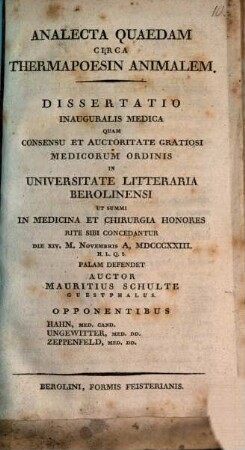 ANALECTA QUAEDAM
CIRCA
THERMAPOESIN ANIMALEM.
DISSERTATIO
INAUGURALIS MEDICA
QUAM
CONSENSU ET AUCTORITATE GRATIOSI
MEDICORUM ORDINIS
IN
UNIVERSITATE LITTERARIA
BEROLINENSI
UT SUMMI
IN MEDICINA ET CHIRURGIA HONORES
RITE SIBI CONCEDANTUR
DIE XIV. M. NOVEMBRIS A. MDCCCXXIII.
H. L. Q. S.
PALAM DEFENDET
AUCTOR
MAURITIUS SCHULTE
GUESTPHALUS.
OPPONENTIBUS
HAHN, MED. CAND.
UNGEWITTER, MED. DD.
ZEPPENFELD, MED. DD.
BEROLINI, FORMIS FEISTERIANIS.